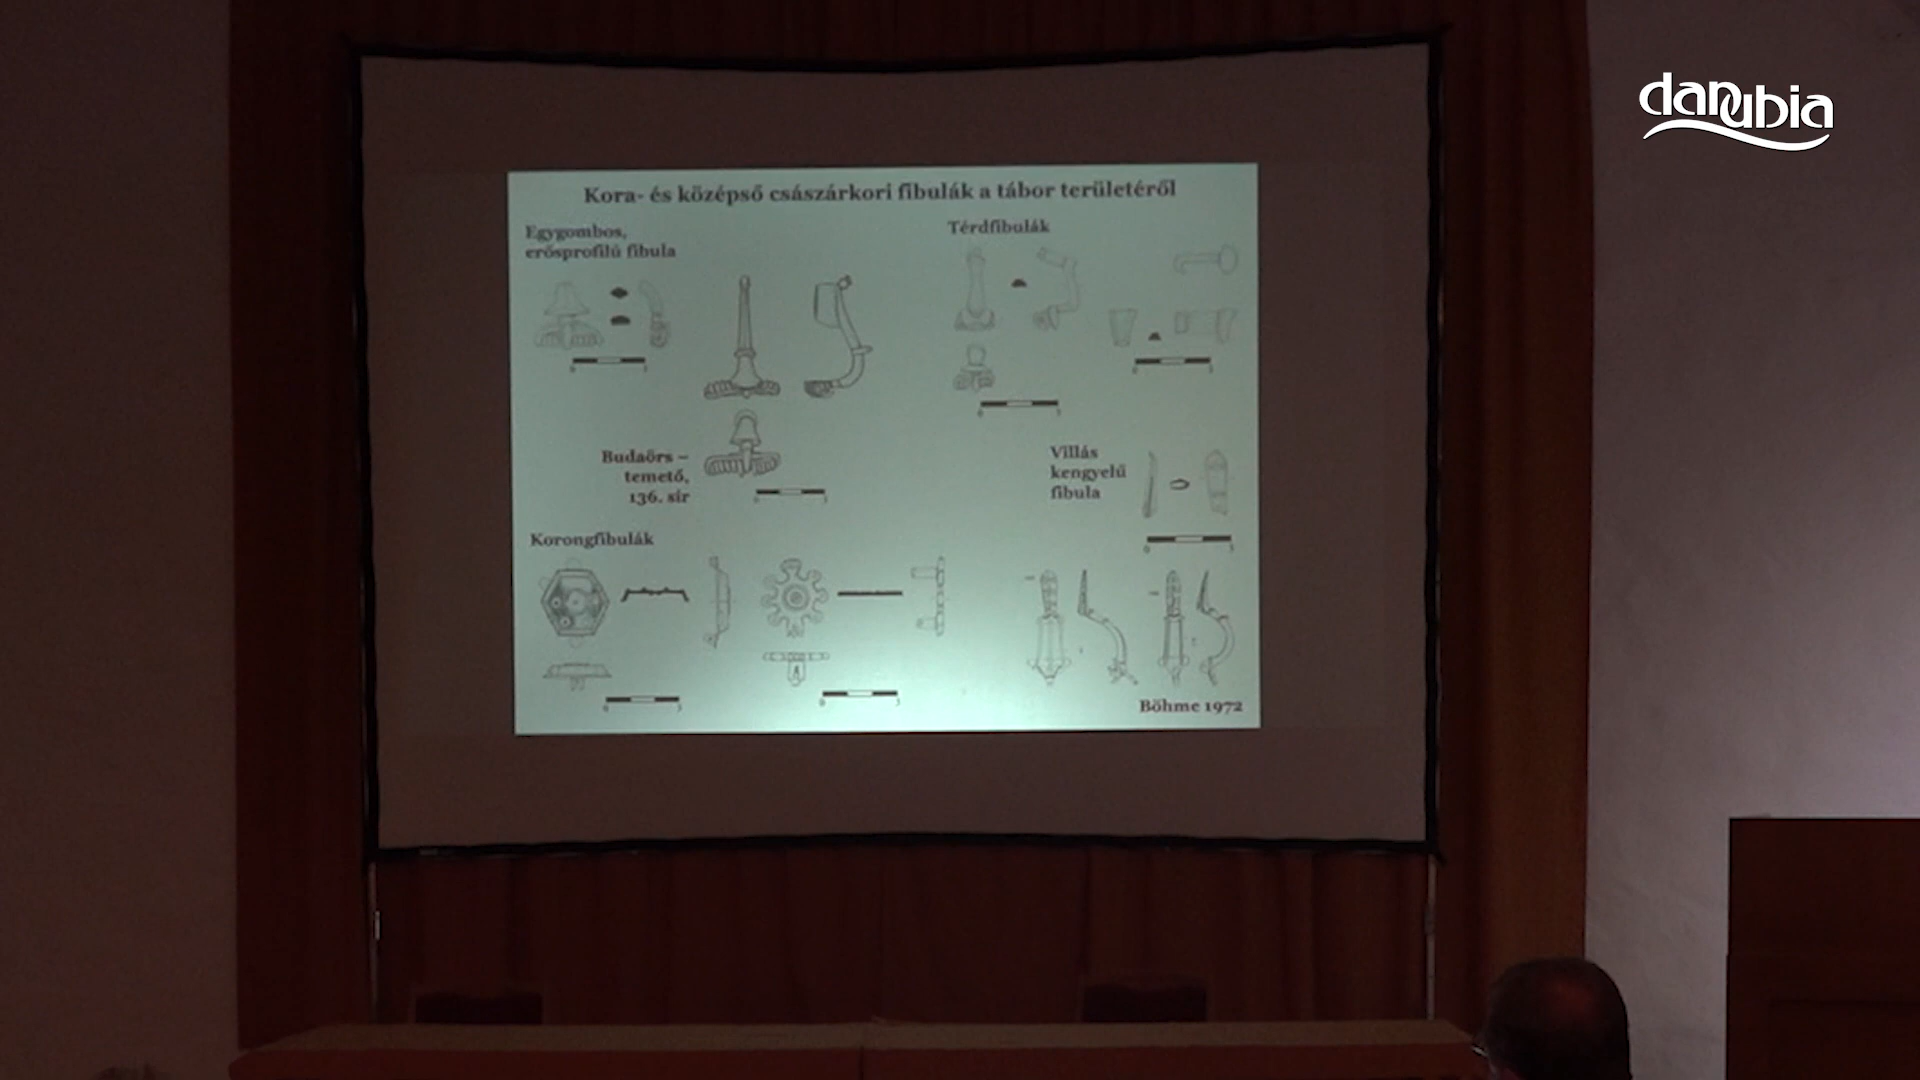 danubia
Kora- és középső császárkori fibulák a tábor területéről
Egygombos,
erősprofilú fibula
Térdfibulák
Budaörs –
temető,
136. sír
Villás
kengyelű
fibula
Korongfibulák
Böhme 1972